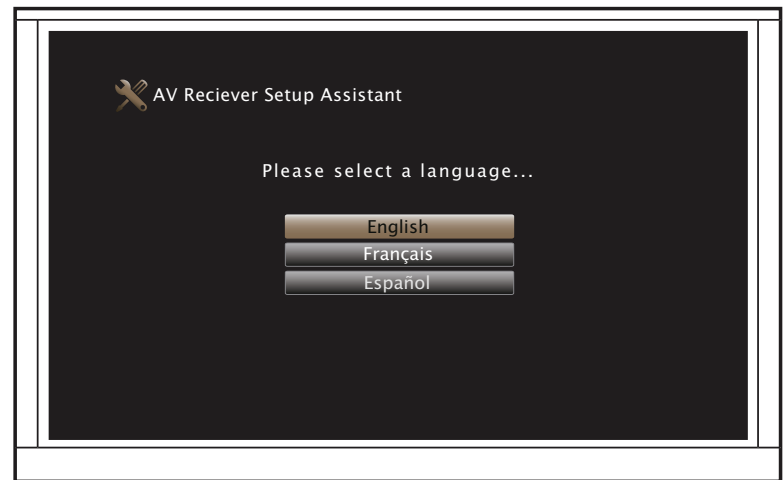 AV Reciever Setup Assistant
Please select a language...
English
Français
Español